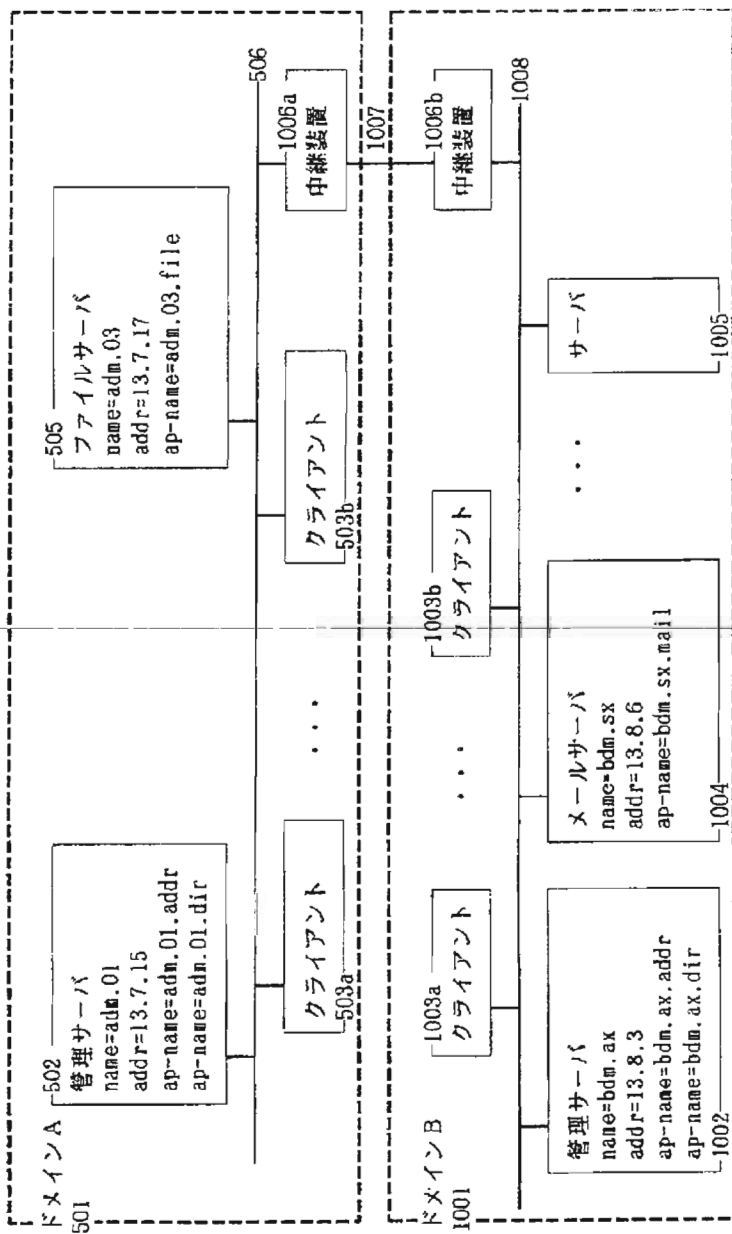 ドメインA
501
502
管理サーバ
name=adm.01
addr=13.7.15
ap-name=adm.01.addr
ap-name=adm.01.dir
505
ファイルサーバ
name=adm.03
addr=13.7.17
ap-name=adm.03.file
506
クライアント
503a
・・・
クライアント
503b
1006a
中継装置
1007
ドメインB
1001
1003a
クライアント
・・・
1003b
クライアント
1006b
中継装置
1008
管理サーバ
name=bdm.ax
addr=13.8.3
ap-name=bdm.ax.addr
ap-name=bdm.ax.dir
1002
メールサーバ
name=bdm.sx
addr=13.8.6
ap-name=bdm.sx.mail
1004
・・・
サーバ
1005